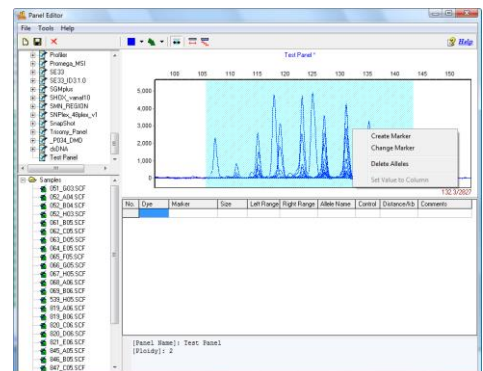 Panel Editor
File Tools Help
Help
Profiler
Promega_MSI
SE33
SE33_ID3.1.0
SGMplus
SHOX_vanal10
SMN_REGION
SNPlex_48plex_v1
SnapShot
Trisomy_Panel
_P034_DMD
dsDNA
Test Panel
Test Panel *
100 105 110 115 120 125 130 135 140 145 150
5,000
4,000
3,000
2,000
1,000
0
Create Marker
Change Marker
Delete Alleles
Set Value to Column
132.3/2827
Samples
051_G03.SCF
052_A04.SCF
052_B04.SCF
052_H03.SCF
061_B05.SCF
062_C05.SCF
063_D05.SCF
064_E05.SCF
065_F05.SCF
066_G05.SCF
067_H05.SCF
068_A06.SCF
069_B06.SCF
539_H05.SCF
819_A06.SCF
819_B06.SCF
820_C06.SCF
820_D06.SCF
821_E06.SCF
845_A05.SCF
846_B05.SCF
847_C05.SCF
No. Dye Marker Size Left Range Right Range Allele Name Control Distance/kb Comments
[Panel Name]: Test Panel
[Ploidy]: 2